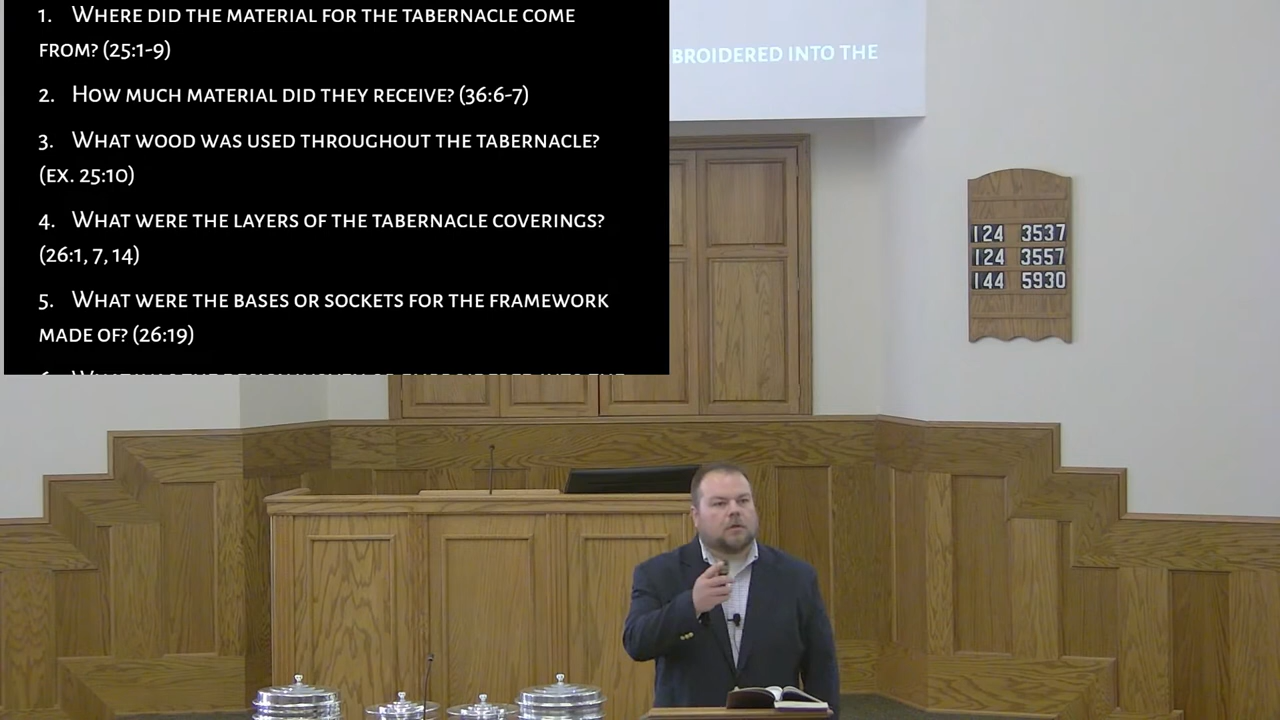 1. Where did the material for the tabernacle come
from? (25:1-9)
2. How much material did they receive? (36:6-7)
3. What wood was used throughout the tabernacle?
(Ex. 25:10)
4. What were the layers of the tabernacle coverings?
(26:1, 7, 14)
5. What were the bases or sockets for the framework
made of? (26:19)
broidered into the
124 3537
124 3557
144 5930